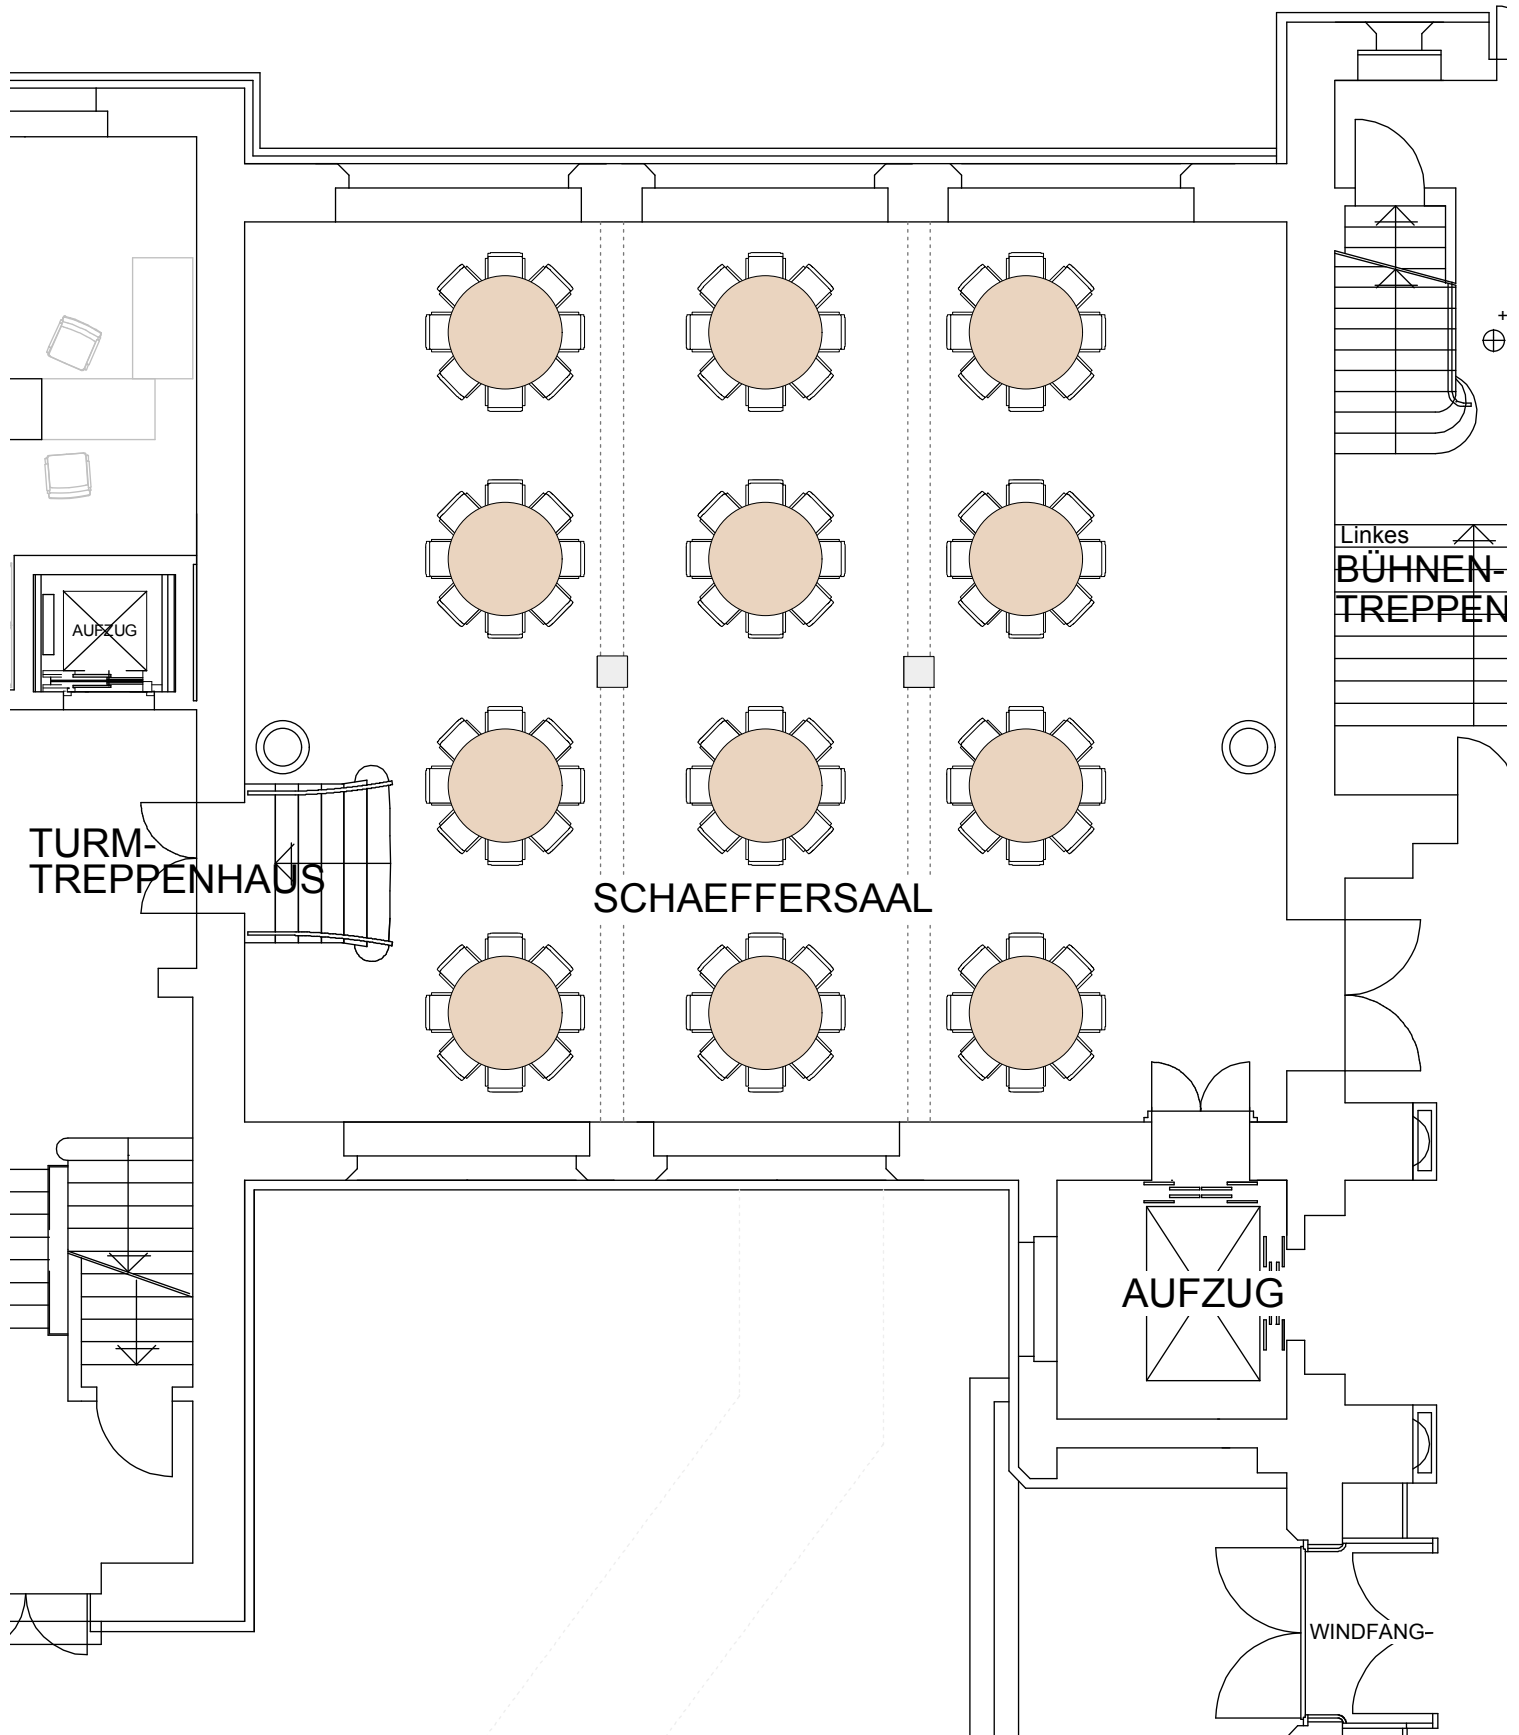 Linkes
BÜHNEN-
TREPPEN
AUFZUG
TURM-
TREPPENHAUS
SCHAEFFERSAAL
AUFZUG
WINDFANG-